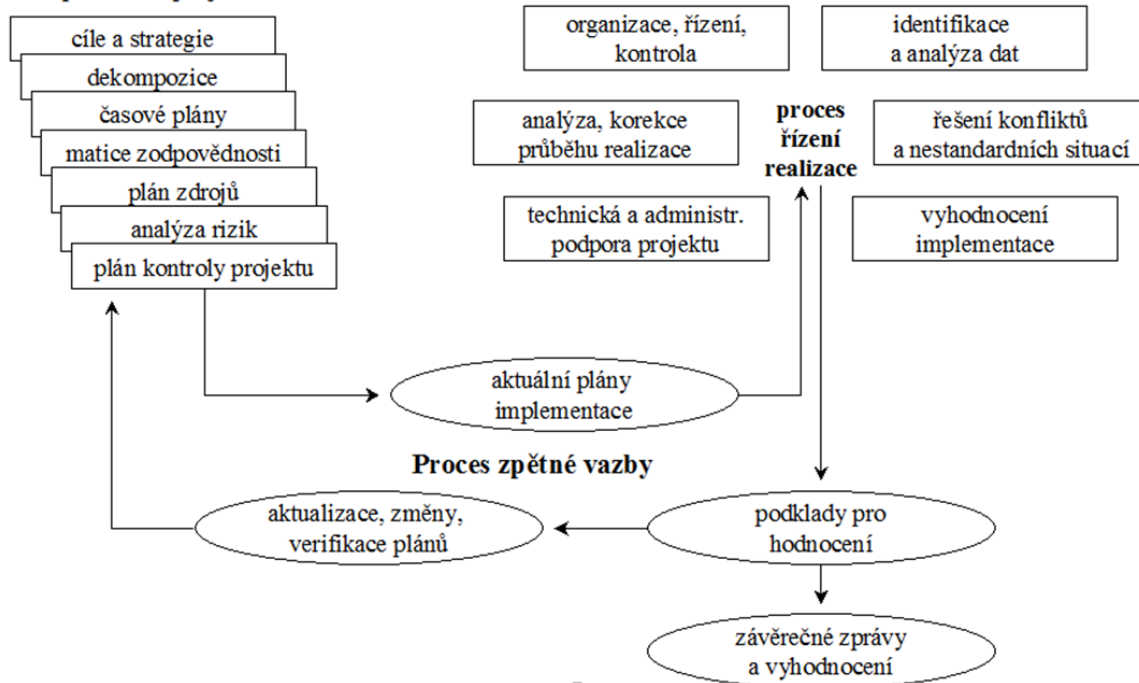 cíle a strategie
dekompozice
časové plány
matice zodpovědnosti
plán zdrojů
analýza rizik
plán kontroly projektu
organizace, řízení,
kontrola
identifikace
a analýza dat
analýza, korekce
průběhu realizace
proces
řízení
realizace
řešení konfliktů
a nestandardních situací
technická a administr.
podpora projektu
vyhodnocení
implementace
aktuální plány
implementace
Proces zpětné vazby
aktualizace, změny,
verifikace plánů
podklady pro
hodnocení
závěrečné zprávy
a vyhodnocení